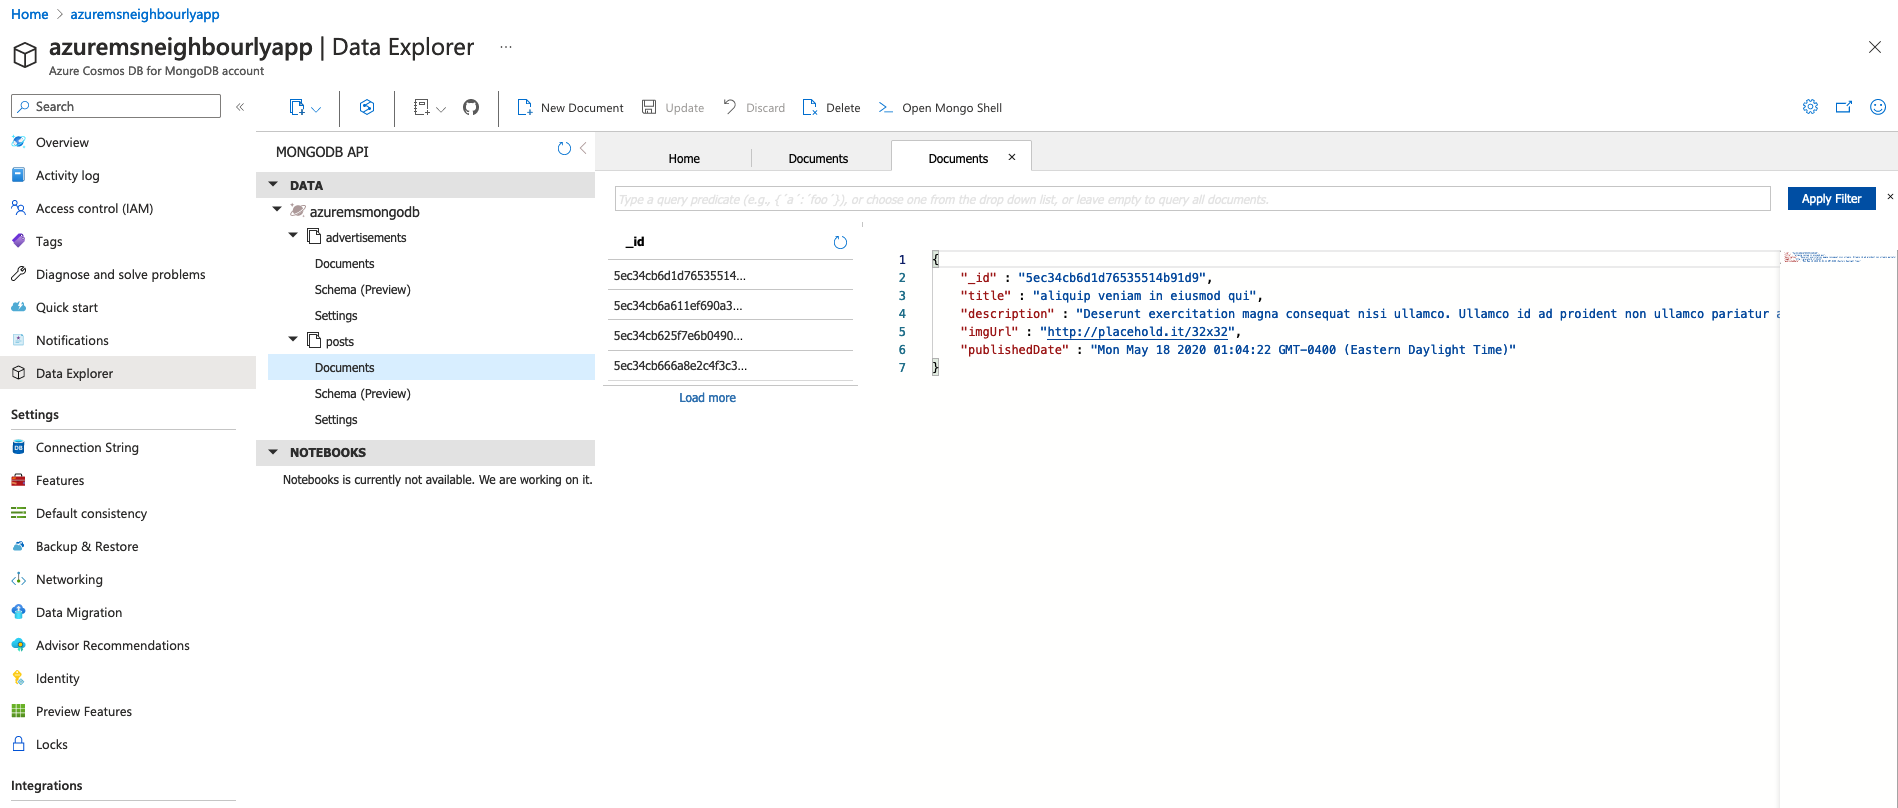 Home > azuremsneighbourlyapp
azuremsneighbourlyapp | Data Explorer ...
Azure Cosmos DB for MongoDB account
Search
«
New Document
Update
Discard
Delete
Open Mongo Shell
Overview
Activity log
Access control (IAM)
Tags
Diagnose and solve problems
Quick start
Notifications
Data Explorer
Settings
Connection String
Features
Default consistency
Backup & Restore
Networking
Data Migration
Advisor Recommendations
Identity
Preview Features
Locks
Integrations
MONGODB API
DATA
azuremsmongodb
advertisements
Documents
Schema (Preview)
Settings
posts
Documents
Schema (Preview)
Settings
NOTEBOOKS
Notebooks is currently not available. We are working on it.
Home
Documents
Documents
Type a query predicate (e.g., {´a´:´foo´}), or choose one from the drop down list, or leave empty to query all documents.
Apply Filter
_id
5ec34cb6d1d76535514...
5ec34cb6a611ef690a3...
5ec34cb625f7e6b0490...
5ec34cb666a8e2c4f3c3...
Load more
1 {
2 "_id" : "5ec34cb6d1d76535514b91d9",
3 "title" : "aliquip veniam in eiusmod qui",
4 "description" : "Deserunt exercitation magna consequat nisi ullamco. Ullamco id ad proident non ullamco pariatur a
5 "imgUrl" : "http://placehold.it/32x32",
6 "publishedDate" : "Mon May 18 2020 01:04:22 GMT-0400 (Eastern Daylight Time)"
7 }